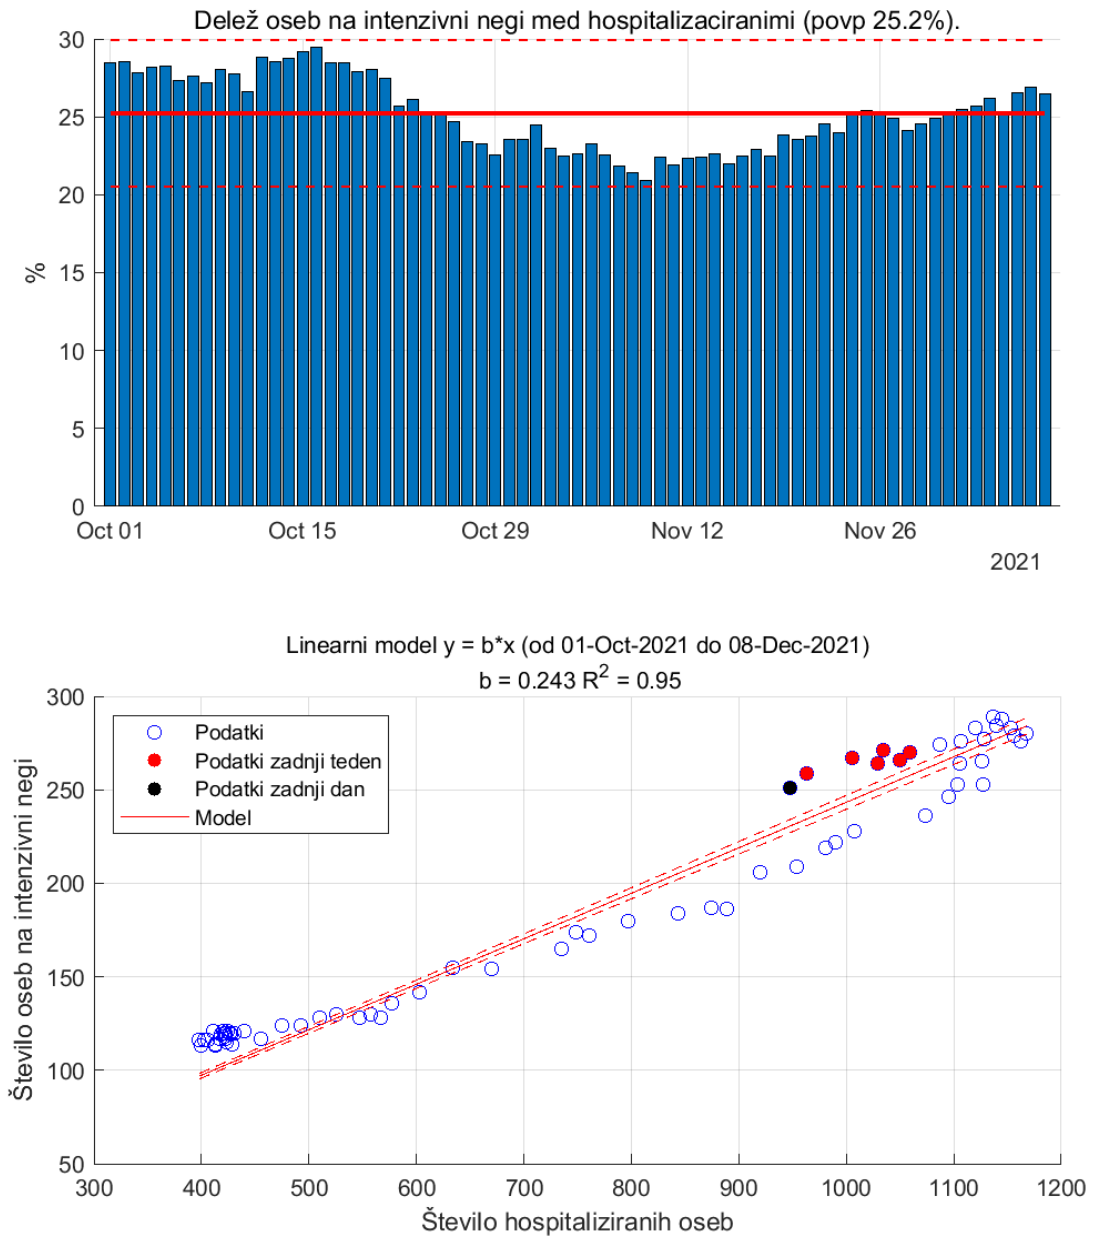 Delež oseb na intenzivni negi med hospitalizaciranimi (povp 25.2%).
30
25
20
15
10
5
0
%
Oct 01 Oct 15 Oct 29 Nov 12 Nov 26
2021
Linearni model y = b*x (od 01-Oct-2021 do 08-Dec-2021)
b = 0.243 R² = 0.95
300
250
200
150
100
50
Število oseb na intenzivni negi
Podatki
Podatki zadnji teden
Podatki zadnji dan
Model
300 400 500 600 700 800 900 1000 1100 1200
Število hospitaliziranih oseb